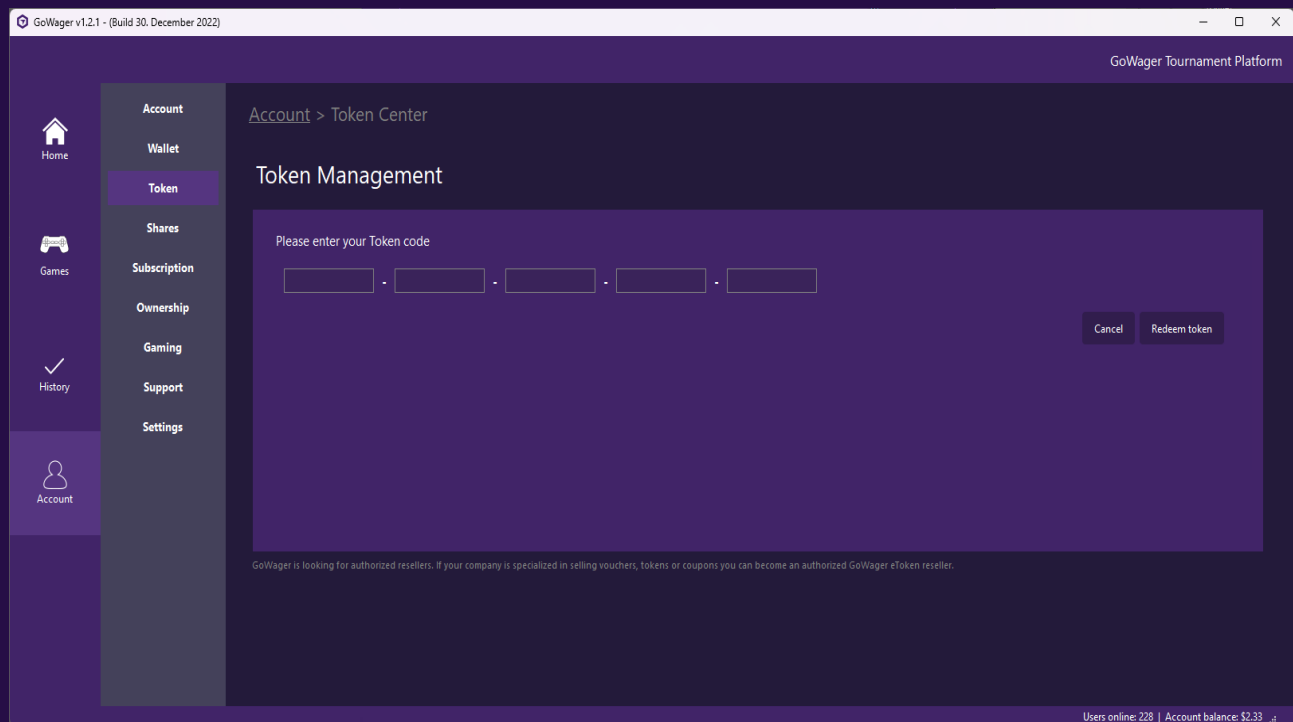 GoWager v1.2.1 - (Build 30. December 2022)
GoWager Tournament Platform
Home
Games
History
Account
Account
Wallet
Token
Shares
Subscription
Ownership
Gaming
Support
Settings
Account > Token Center
Token Management
Please enter your Token code
- - - -
Cancel Redeem token
GoWager is looking for authorized resellers. If your company is specialized in selling vouchers, tokens or coupons you can become an authorized GoWager eToken reseller.
Users online: 228 | Account balance: $2.33